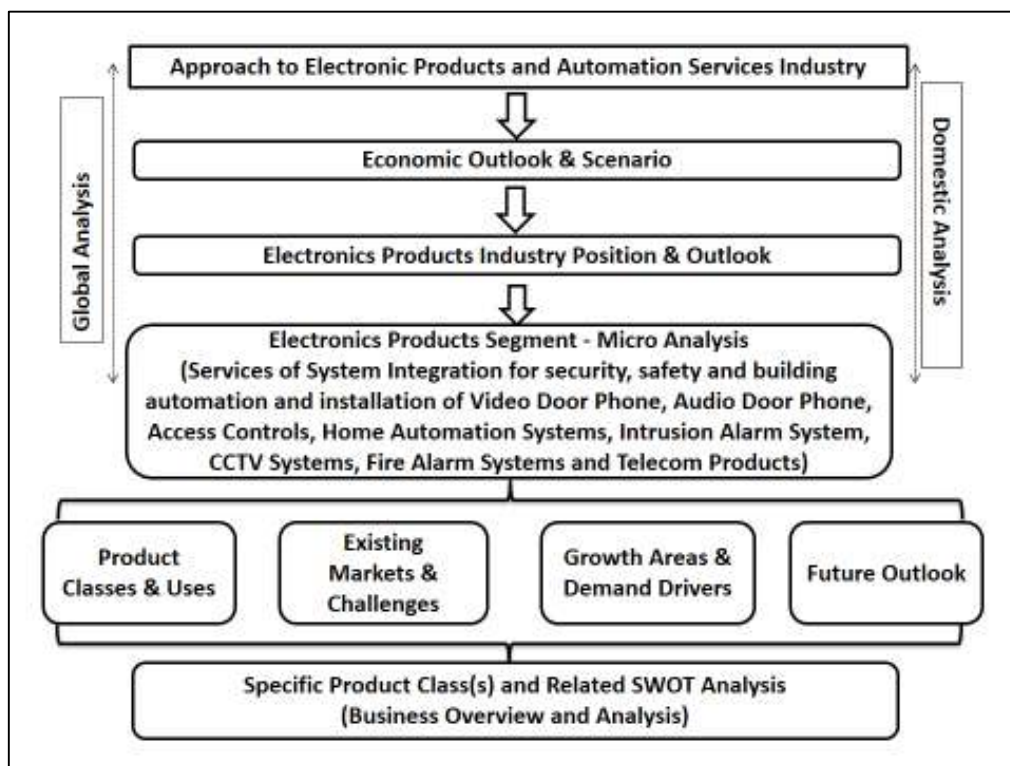 Approach to Electronic Products and Automation Services Industry
Global Analysis
Domestic Analysis
Economic Outlook & Scenario
Electronics Products Industry Position & Outlook
Electronics Products Segment - Micro Analysis
(Services of System Integration for security, safety and building
automation and installation of Video Door Phone, Audio Door Phone,
Access Controls, Home Automation Systems, Intrusion Alarm System,
CCTV Systems, Fire Alarm Systems and Telecom Products)
Product
Classes & Uses
Existing
Markets &
Challenges
Growth Areas &
Demand Drivers
Future Outlook
Specific Product Class(s) and Related SWOT Analysis
(Business Overview and Analysis)